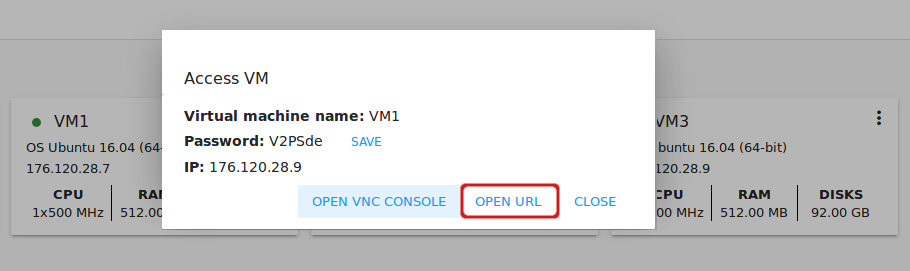 Access VM
Virtual machine name: VM1
Password: V2PSde SAVE
IP: 176.120.28.9
OPEN VNC CONSOLE OPEN URL CLOSE
VM1
OS Ubuntu 16.04 (64-
176.120.28.7
CPU
1x500 MHz
512.00
VM3
buntu 16.04 (64-bit)
.28.9
CPU RAM DISKS
00 MHz 512.00 MB 92.00 GB